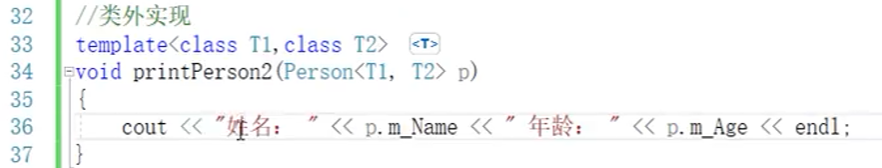 32 //类外实现
33 template<class T1,class T2> <T>
34 void printPerson2(Person<T1, T2> p)
35 {
36 cout << "姓名： " << p.m_Name << " 年龄： " << p.m_Age << endl;
37 }